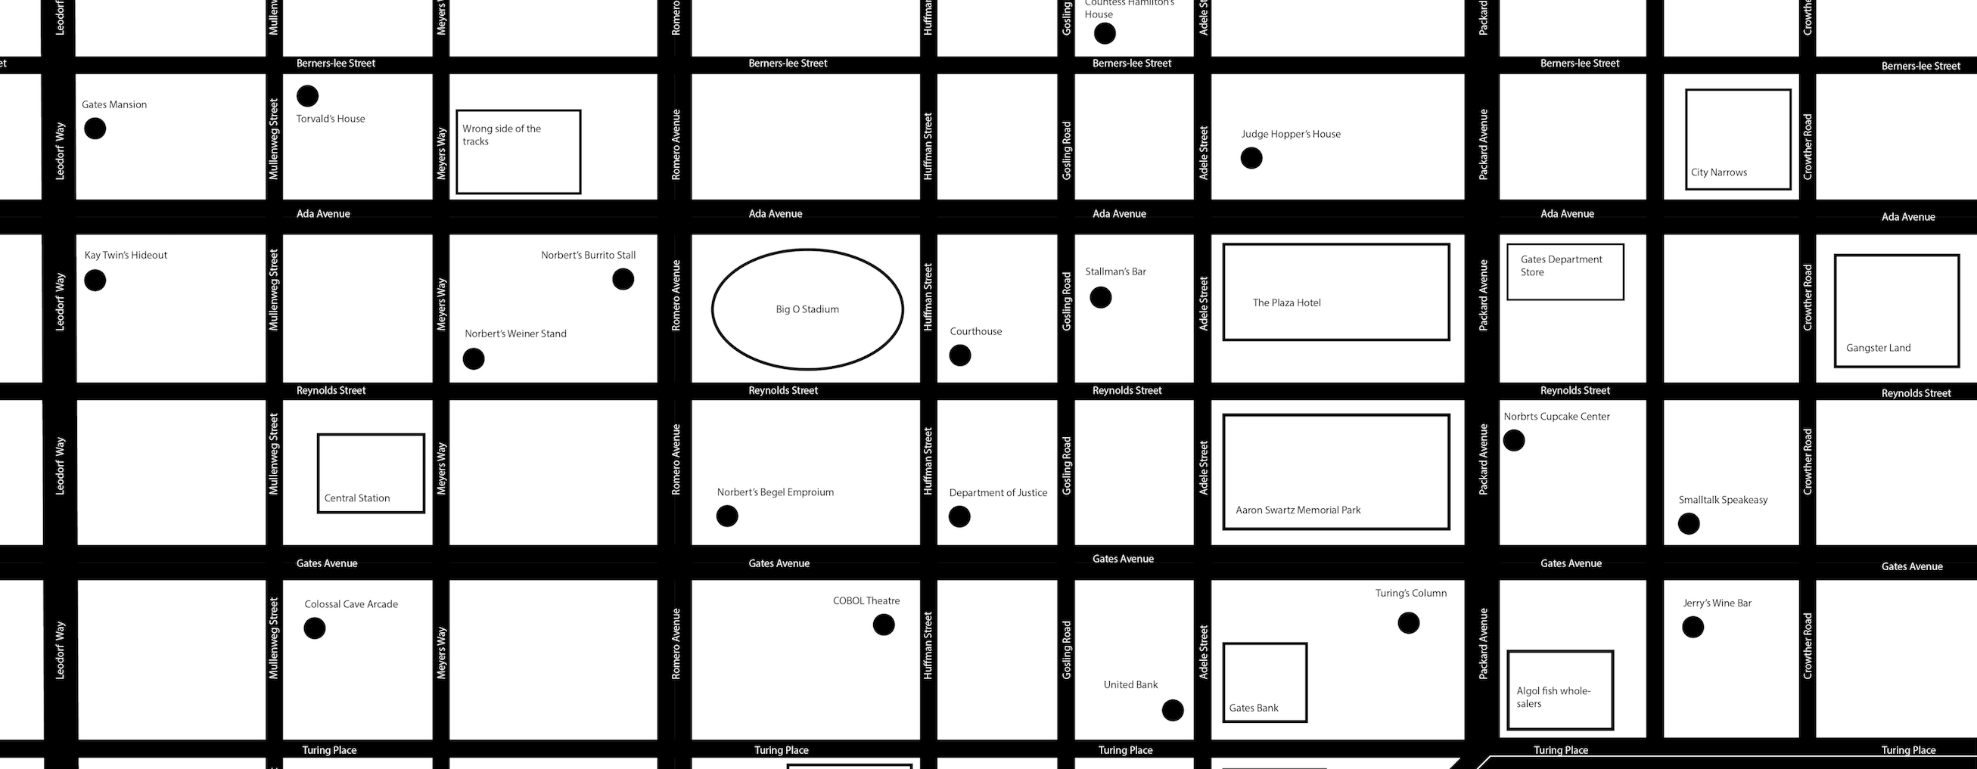 Countess Hamilton's
House
Leodorf
Mullenweg
Meyers Way
Romero
Huffman
Gosling
Adele St
Packard
Crowther
et
Berners-lee Street
Berners-lee Street
Berners-lee Street
Berners-lee Street
Berners-lee Street
Gates Mansion
Torvald's House
Wrong side of the
tracks
Judge Hopper's House
City Narrows
Leodorf Way
Mullenweg Street
Meyers Way
Romero Avenue
Huffman Street
Gosling Road
Adele Street
Packard Avenue
Crowther Road
Ada Avenue
Ada Avenue
Ada Avenue
Ada Avenue
Ada Avenue
Kay Twin's Hideout
Norbert's Burrito Stall
Norbert's Weiner Stand
Big O Stadium
Courthouse
Stallman's Bar
The Plaza Hotel
Gates Department
Store
Gangster Land
Leodorf Way
Mullenweg Street
Meyers Way
Romero Avenue
Huffman Street
Gosling Road
Adele Street
Packard Avenue
Crowther Road
Reynolds Street
Reynolds Street
Reynolds Street
Reynolds Street
Reynolds Street
Central Station
Norbert's Begel Emproium
Department of Justice
Aaron Swartz Memorial Park
Norbrts Cupcake Center
Smalltalk Speakeasy
Leodorf Way
Mullenweg Street
Meyers Way
Romero Avenue
Huffman Street
Gosling Road
Adele Street
Packard Avenue
Crowther Road
Gates Avenue
Gates Avenue
Gates Avenue
Gates Avenue
Gates Avenue
Colossal Cave Arcade
COBOL Theatre
United Bank
Turing's Column
Gates Bank
Algol fish whole-
salers
Jerry's Wine Bar
Leodorf Way
Mullenweg Street
Meyers Way
Romero Avenue
Huffman Street
Gosling Road
Adele Street
Packard Avenue
Crowther Road
Turing Place
Turing Place
Turing Place
Turing Place
Turing Place